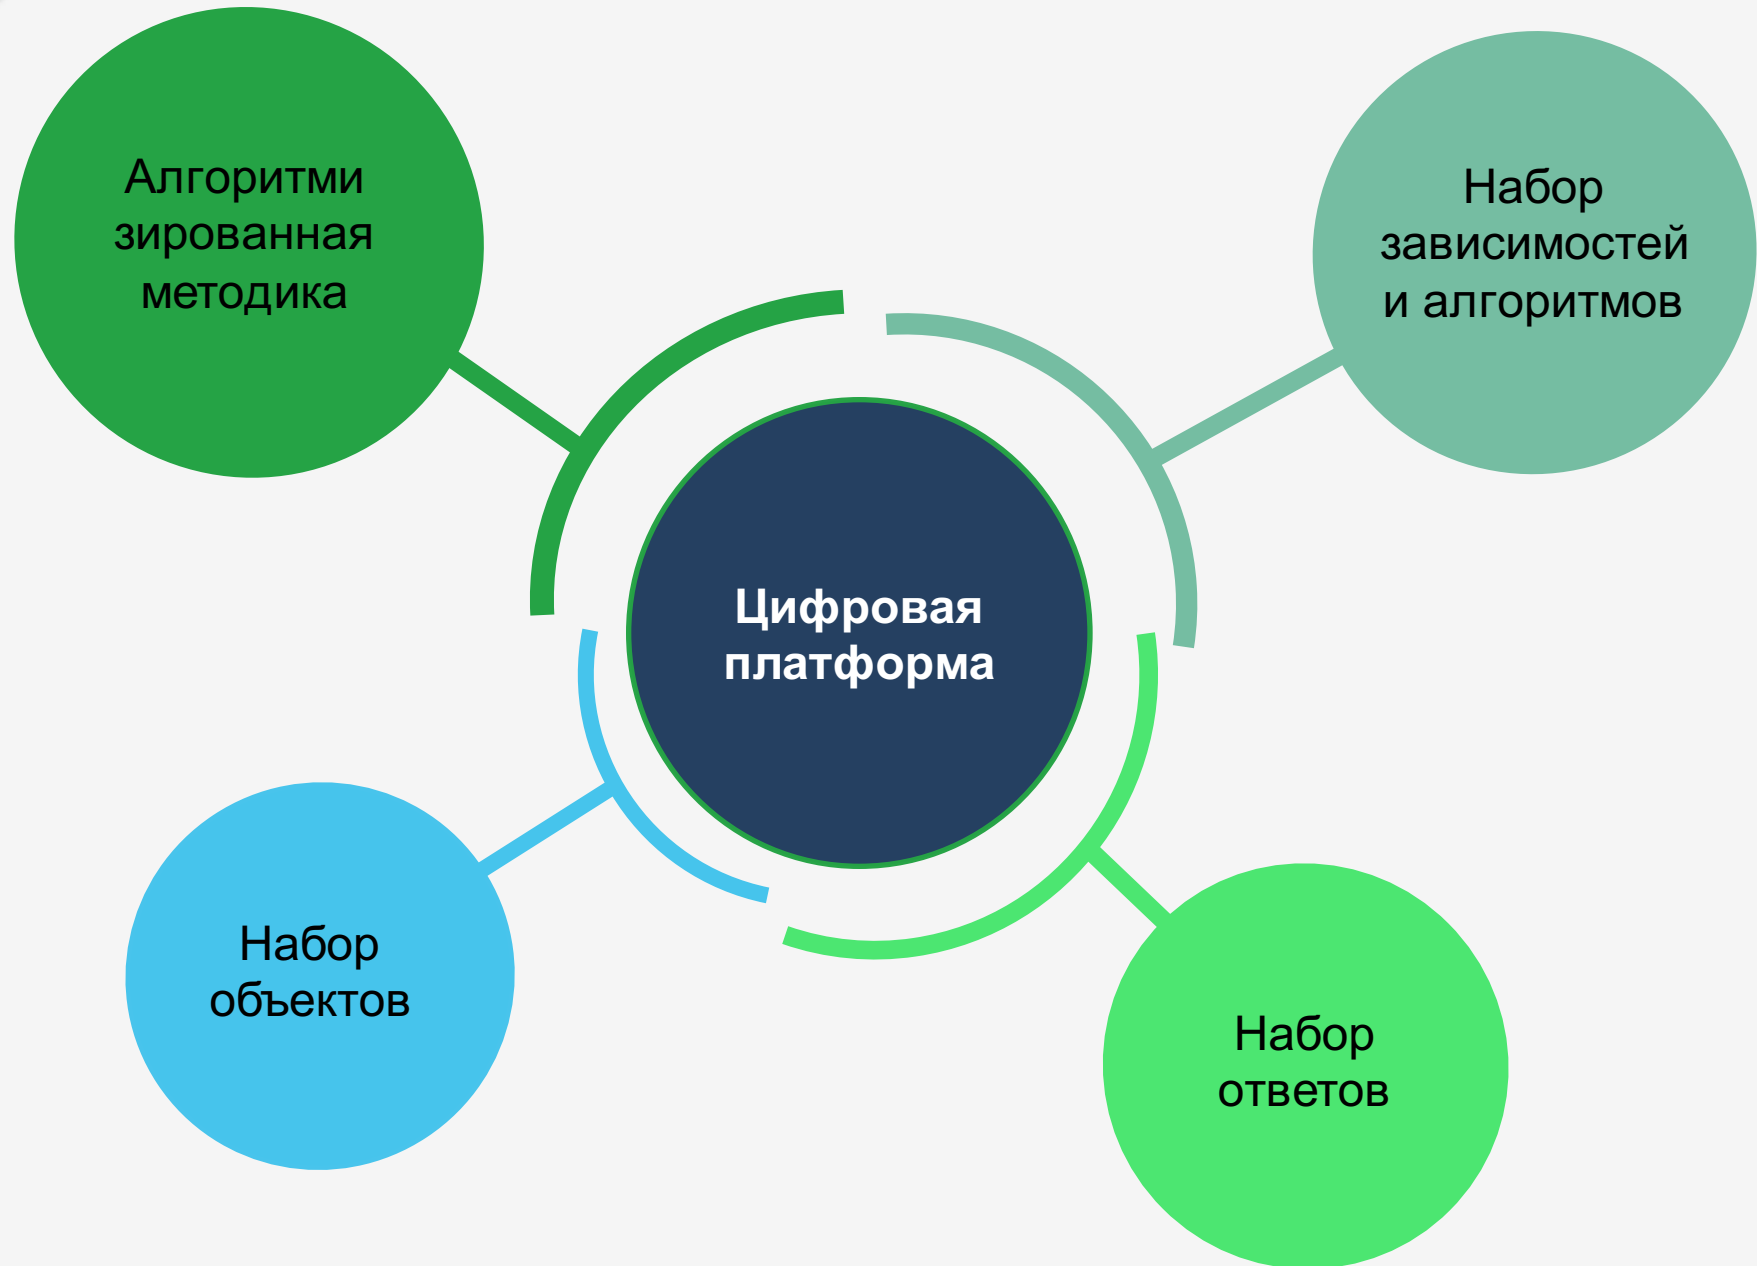 Алгоритми
зированная
методика
Набор
зависимостей
и алгоритмов
Цифровая
платформа
Набор
объектов
Набор
ответов